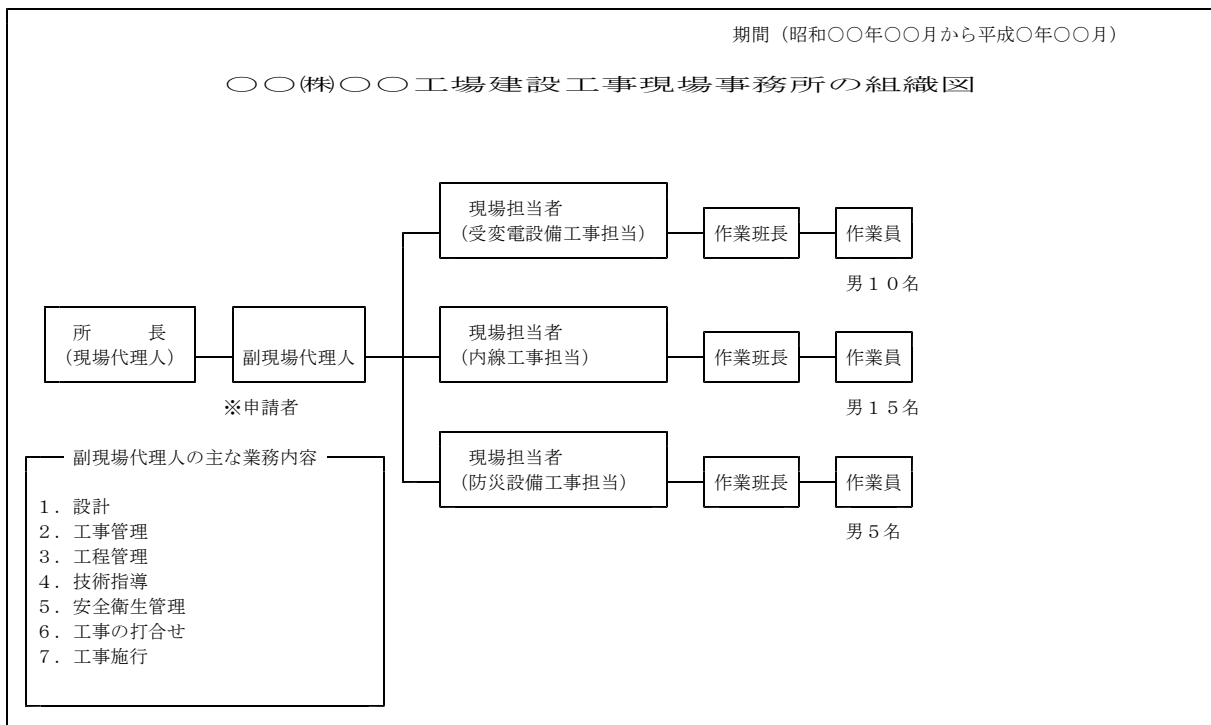 期間（昭和○○年○○月から平成○年○○月）
○○㈱○○工場建設工事現場事務所の組織図
現場担当者
(受変電設備工事担当)
作業班長
作業員
男１０名
所　　　長
(現場代理人)
副現場代理人
※申請者
現場担当者
(内線工事担当)
作業班長
作業員
男１５名
現場担当者
(防災設備工事担当)
作業班長
作業員
男５名
副現場代理人の主な業務内容
１．設計
２．工事管理
３．工程管理
４．技術指導
５．安全衛生管理
６．工事の打合せ
７．工事施行